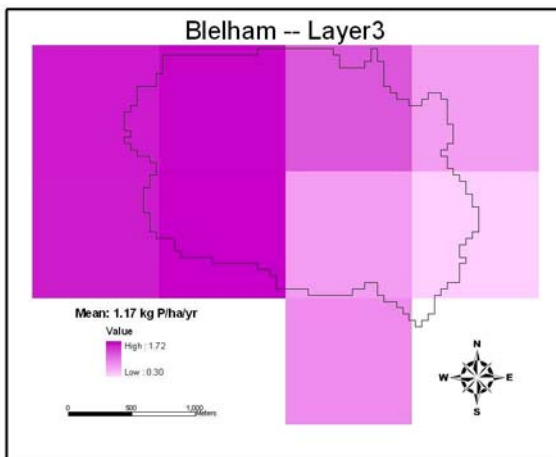 Blelham -- Layer3
Mean: 1.17 kg P/ha/yr
Value
High : 1.72
Low : 0.30
0 500 1,000
Meters
N
W E
S